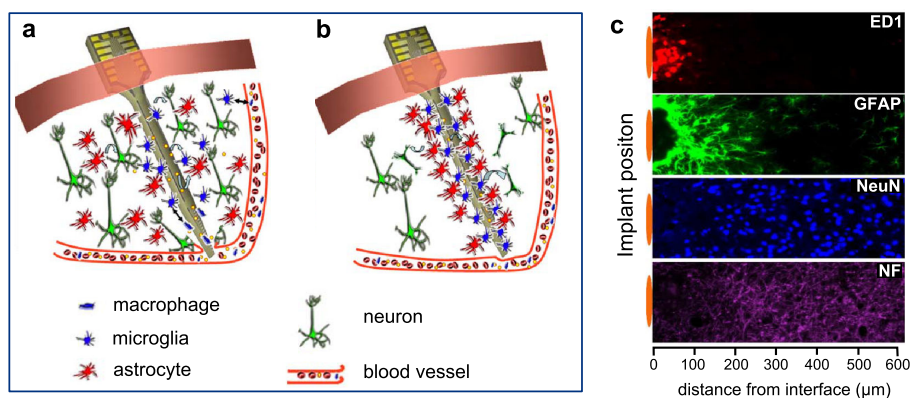 a
b
c
macrophage
microglia
astrocyte
neuron
blood vessel
Implant position
ED1
GFAP
NeuN
NF
0 100 200 300 400 500 600
distance from interface (μm)